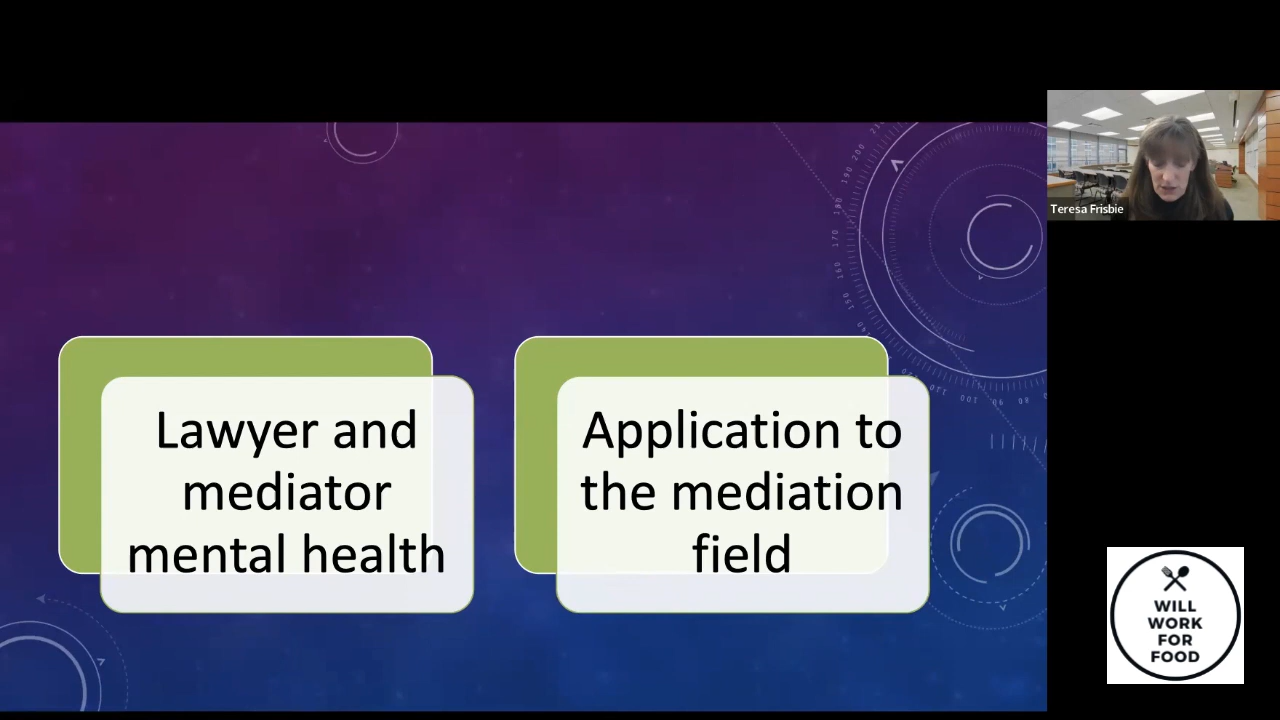 Lawyer and
mediator
mental health
Application to
the mediation
field
Teresa Frisbie
WILL
WORK
FOR
FOOD